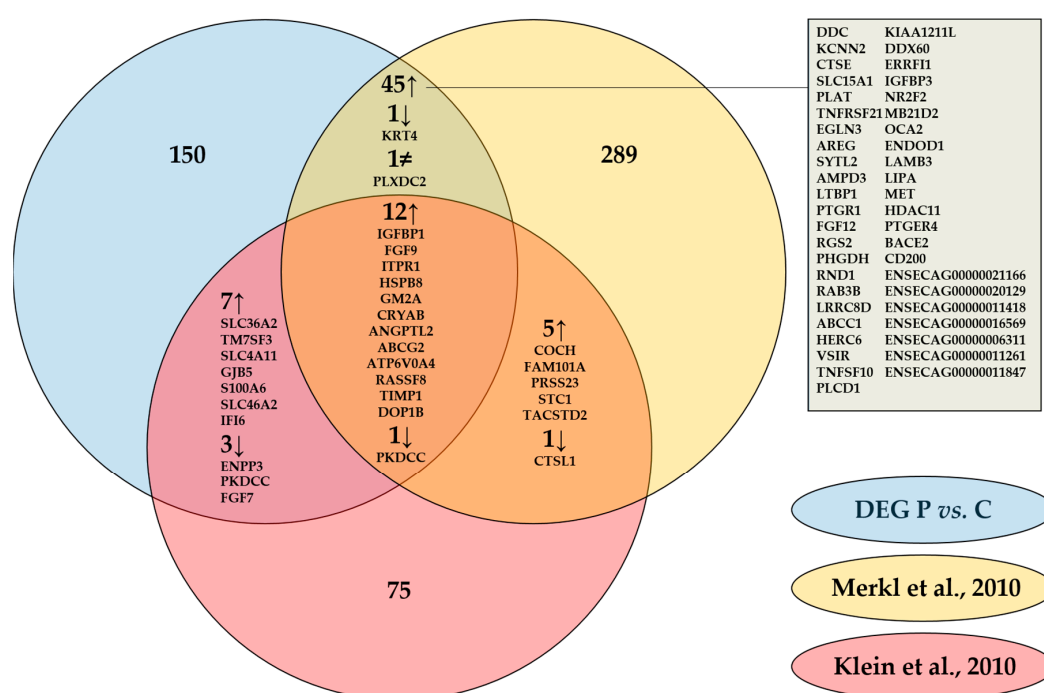 150
45↑
1↓
KRT4
1≠
PLXDC2
289
12↑
IGFBP1
FGF9
ITPR1
HSPB8
GM2A
CRYAB
ANGPTL2
ABCG2
ATP6V0A4
RASSF8
TIMP1
DOP1B
1↓
PKDCC
7↑
SLC36A2
TM7SF3
SLC4A11
GJB5
S100A6
SLC46A2
IFI6
3↓
ENPP3
PKDCC
FGF7
5↑
COCH
FAM101A
PRSS23
STC1
TACSTD2
1↓
CTSL1
75
DDC KIAA1211L
KCNN2 DDX60
CTSE ERRFI1
SLC15A1 IGFBP3
PLAT NR2F2
TNFRSF21 MB21D2
EGLN3 OCA2
AREG ENDOD1
SYTL2 LAMB3
AMPD3 LIPA
LTBP1 MET
PTGR1 HDAC11
FGF12 PTGER4
RGS2 BACE2
PHGDH CD200
RND1 ENSECAG00000021166
RAB3B ENSECAG00000020129
LRRC8D ENSECAG00000011418
ABCC1 ENSECAG00000016569
HERC6 ENSECAG00000006311
VSIR ENSECAG00000011261
TNFSF10 ENSECAG00000011847
PLCD1
DEG P vs. C
Merkl et al., 2010
Klein et al., 2010